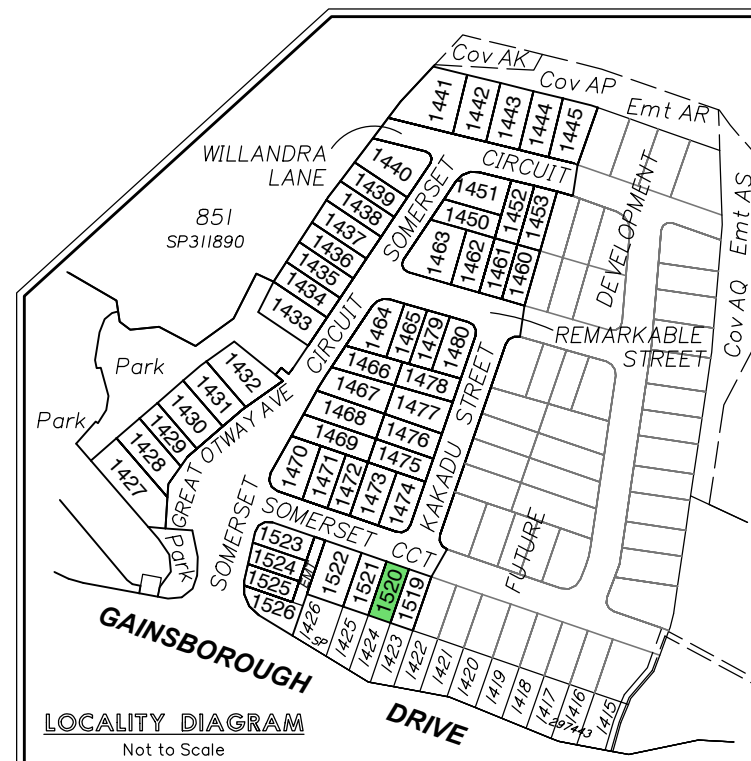 Cov AK
Cov AP
Emt AR
Emt AS
Cov AQ
1441
1442
1443
1444
1445
WILLANDRA
LANE
CIRCUIT
SOMERSET
1440
1439
1438
1437
1436
1435
1434
1433
851
SP311890
1451
1450
1452
1453
1463
1462
1461
1460
DEVELOPMENT
CIRCUIT
REMARKABLE
STREET
1464
1465
1479
1480
1466
1478
1467
1477
1468
1476
1469
1475
1470
1471
1472
1473
1474
KAKADU STREET
Park
Park
1432
1431
1430
1429
1428
1427
GREAT OTWAY AVE
Park
SOMERSET
SOMERSET CCT
1523
1524
1525
1526
EMT
1522
1521
1520
1519
FUTURE
1426
SP
1425
1424
1423
1422
1421
1420
1419
1418
1417
1416
1415
297443
GAINSBOROUGH
DRIVE
LOCALITY DIAGRAM
Not to Scale